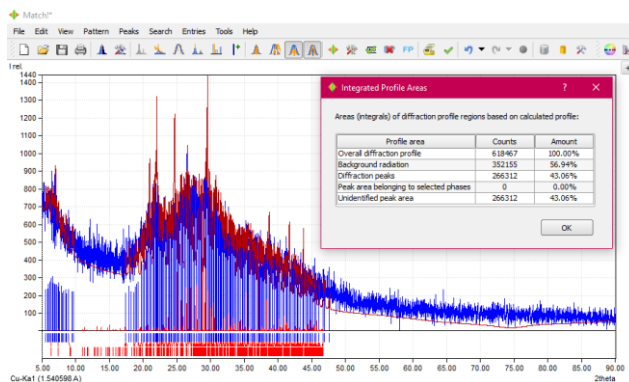 Match!*
File Edit View Pattern Peaks Search Entries Tools Help
FP
I rel.
1440
1400
1300
1200
1100
1000
900
800
700
600
500
400
300
200
100
Integrated Profile Areas ? ×
Areas (integrals) of diffraction profile regions based on calculated profile:
Profile area Counts Amount
Overall diffraction profile 618467 100.00%
Background radiation 352155 56.94%
Diffraction peaks 266312 43.06%
Peak area belonging to selected phases 0 0.00%
Unidentified peak area 266312 43.06%
OK
5.00 10.00 15.00 20.00 25.00 30.00 35.00 40.00 45.00 50.00 55.00 60.00 65.00 70.00 75.00 80.00 85.00 90.00
Cu-Ka1 (1.540598 A) 2theta